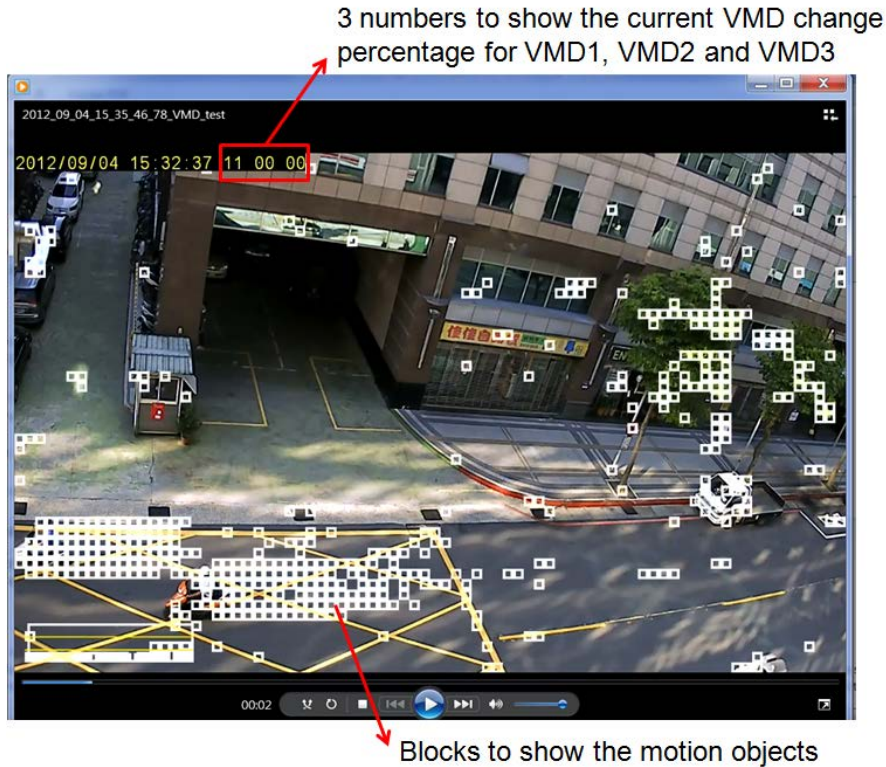 3 numbers to show the current VMD change
percentage for VMD1, VMD2 and VMD3
2012_09_04_15_35_46_78_VMD_test
2012/09/04 15:32:37 11 00 00
EN
00:02
Blocks to show the motion objects